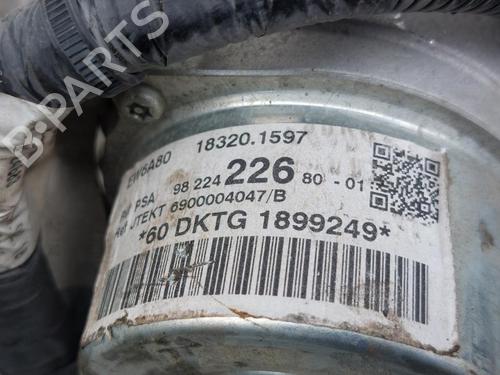 B-PARTS
EW6A80 18320.1597
PSA 98 224 226 80 - 01
JTEKT 6900004047/B
*60 DKTG 1899249*